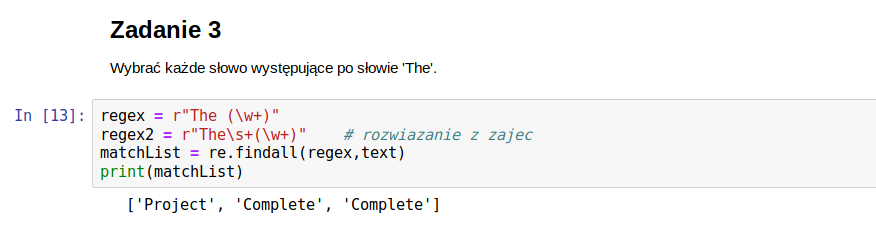 Zadanie 3
Wybrać każde słowo występujące po słowie 'The'.
In [13]: regex = r"The (\w+)"
regex2 = r"The\s+(\w+)"    # rozwiazanie z zajec
matchList = re.findall(regex,text)
print(matchList)
['Project', 'Complete', 'Complete']